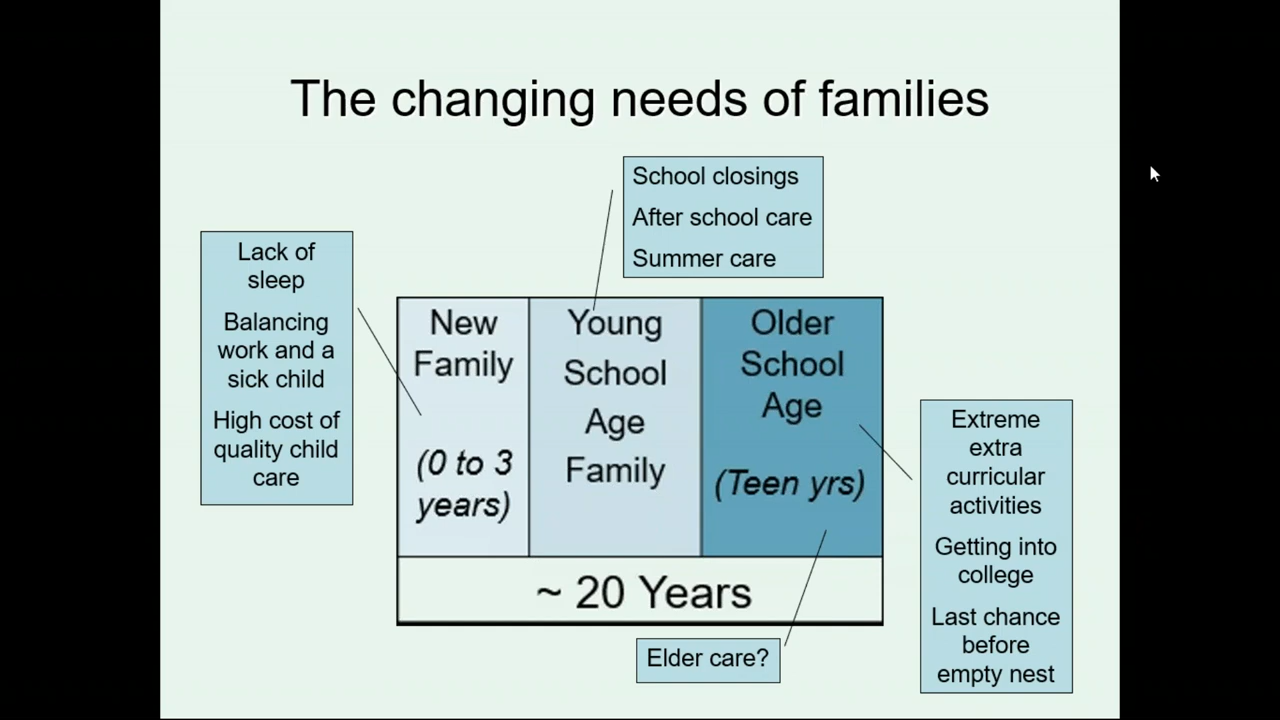 The changing needs of families
School closings
After school care
Summer care
Lack of
sleep
Balancing
work and a
sick child
High cost of
quality child
care
New
Family
(0 to 3
years)
Young
School
Age
Family
Older
School
Age
(Teen yrs)
~ 20 Years
Extreme
extra
curricular
activities
Getting into
college
Last chance
before
empty nest
Elder care?